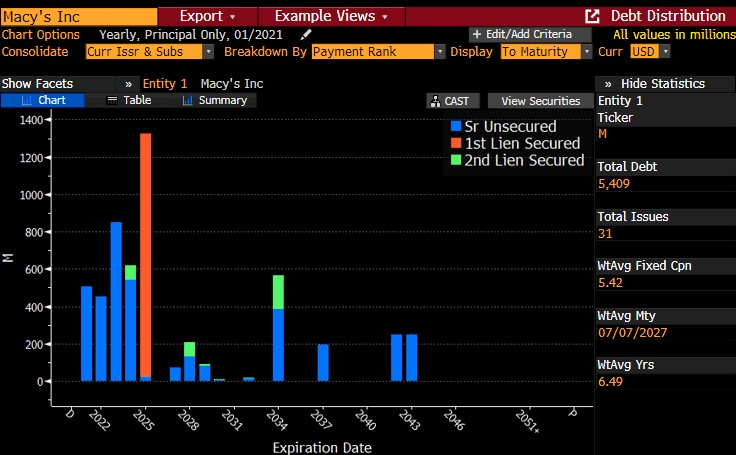 Macy's Inc Export Example Views Debt Distribution
Chart Options Yearly, Principal Only, 01/2021 + Edit/Add Criteria All values in millions
Consolidate Curr Issr & Subs Breakdown By Payment Rank Display To Maturity Curr USD
Show Facets » Entity 1 Macy's Inc » Hide Statistics
Chart Table Summary CAST View Securities
Entity 1
Ticker
M
Total Debt
5,409
Total Issues
31
WtAvg Fixed Cpn
5.42
WtAvg Mty
07/07/2027
WtAvg Yrs
6.49
Sr Unsecured
1st Lien Secured
2nd Lien Secured
1400
1200
1000
800
600
400
200
0
M
D 2022 2025 2028 2031 2034 2037 2040 2043 2046 2051+ P
Expiration Date